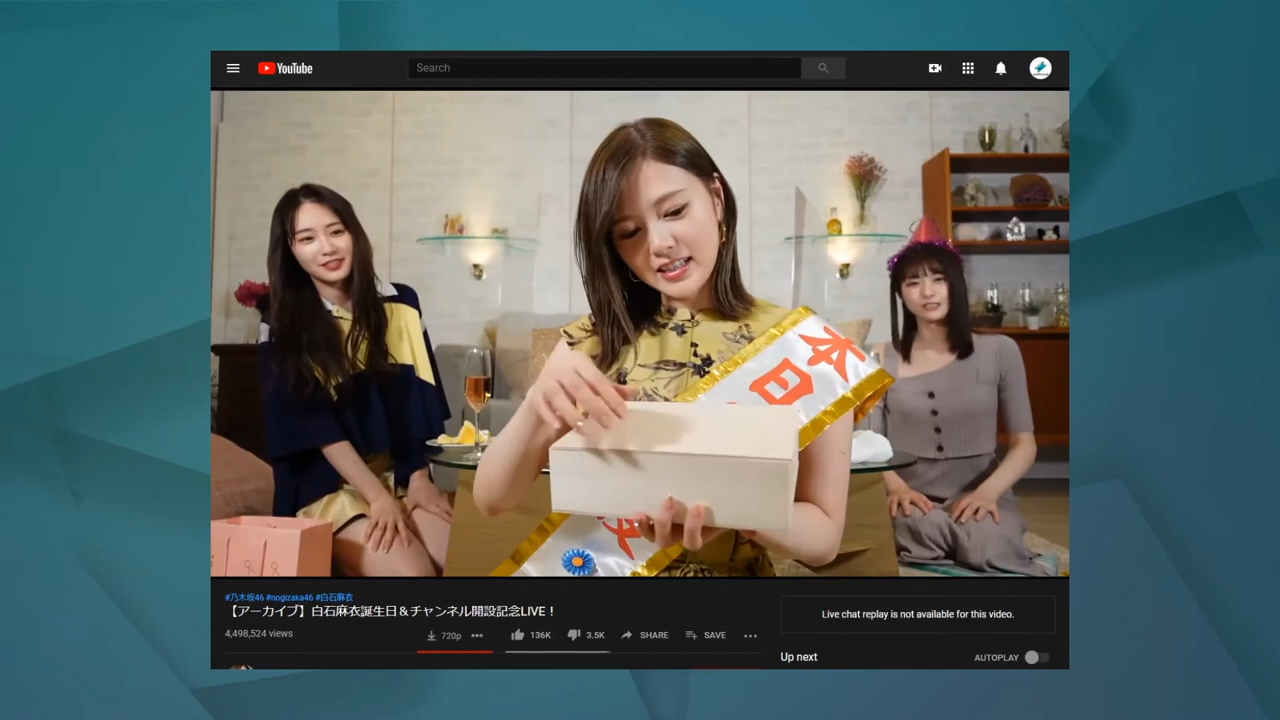 YouTube
Search
本日
#乃木坂46 #nogizaka46 #白石麻衣
【アーカイブ】白石麻衣誕生日＆チャンネル開設記念LIVE！
4,498,524 views
720p
136K
3.5K
SHARE
SAVE
Live chat replay is not available for this video.
Up next
AUTOPLAY